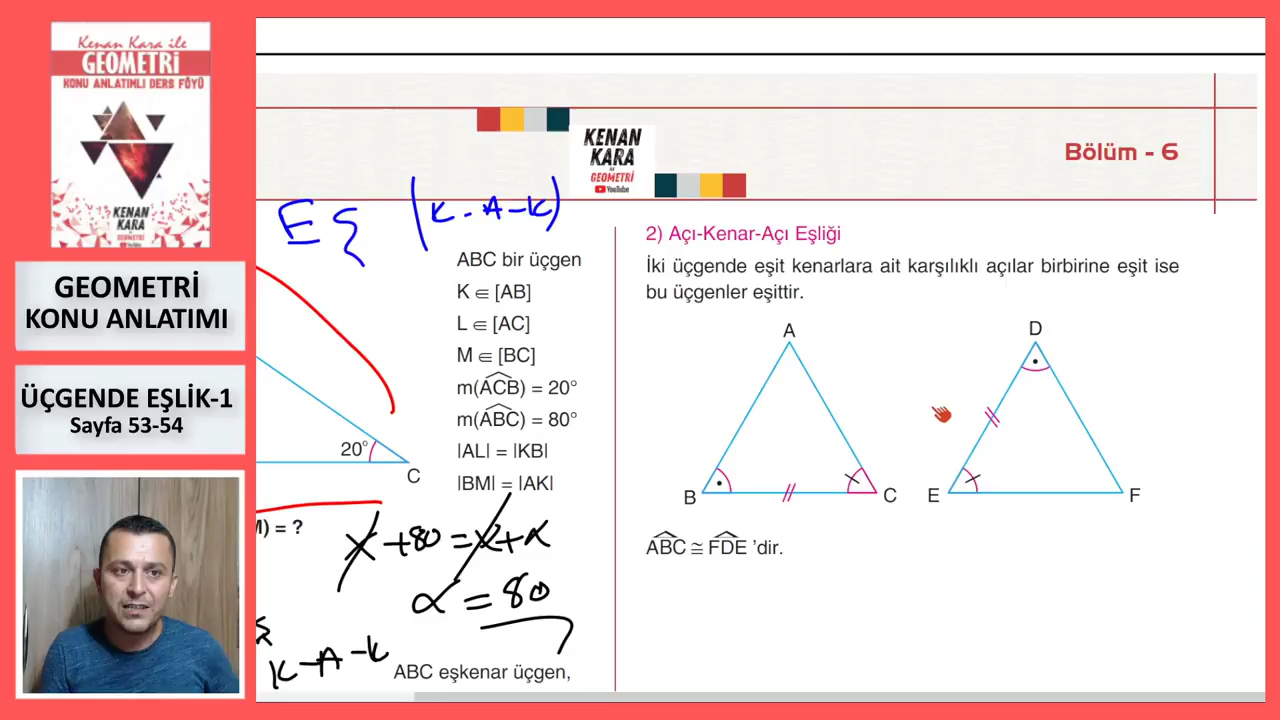 Kenan Kara ile
GEOMETRİ
KONU ANLATIMLI DERS FÖYÜ
KENAN
KARA
GEOMETRİ
KONU ANLATIMI
ÜÇGENDE EŞLİK-1
Sayfa 53-54
KENAN
KARA
ile
GEOMETRİ
YouTube
Bölüm - 6
E (K-A-K)
ABC bir üçgen
K ∈ [AB]
L ∈ [AC]
M ∈ [BC]
m(ACB) = 20°
m(ABC) = 80°
|AL| = |KB|
|BM| = |AK|
20°
C
M) = ?
x + 80 = x + α
α = 80
K-A-K
ABC eşkenar üçgen,
2) Açı-Kenar-Açı Eşliği
İki üçgende eşit kenarlara ait karşılıklı açılar birbirine eşit ise
bu üçgenler eşittir.
A
B
C
D
E
F
ABC ≅ FDE 'dir.